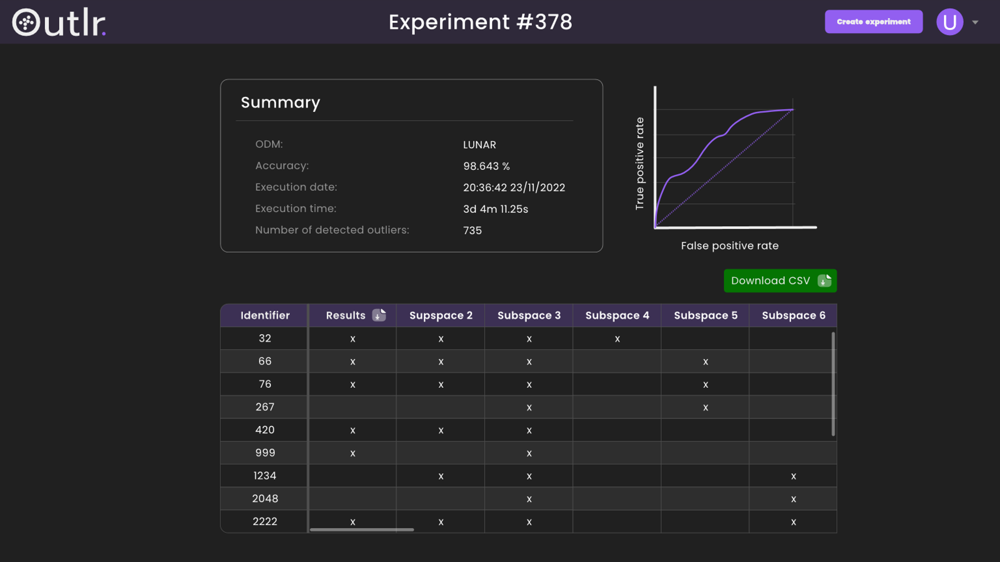 Outlr.
Experiment #378
Create experiment
U
Summary
ODM: LUNAR
Accuracy: 98.643 %
Execution date: 20:36:42 23/11/2022
Execution time: 3d 4m 11.25s
Number of detected outliers: 735
True positive rate
False positive rate
Download CSV
Identifier Results Supspace 2 Subspace 3 Subspace 4 Subspace 5 Subspace 6
32 x x x x
66 x x x x
76 x x x x
267 x x
420 x x x
999 x x
1234 x x x
2048 x x
2222 x x x x